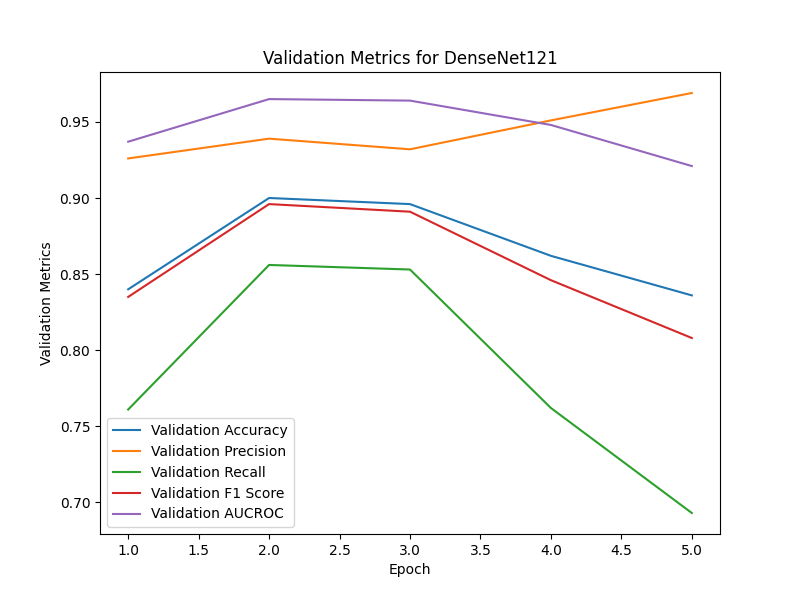 Validation Metrics for DenseNet121
Validation Metrics
0.95
0.90
0.85
0.80
0.75
0.70
Validation Accuracy
Validation Precision
Validation Recall
Validation F1 Score
Validation AUCROC
1.0 1.5 2.0 2.5 3.0 3.5 4.0 4.5 5.0
Epoch